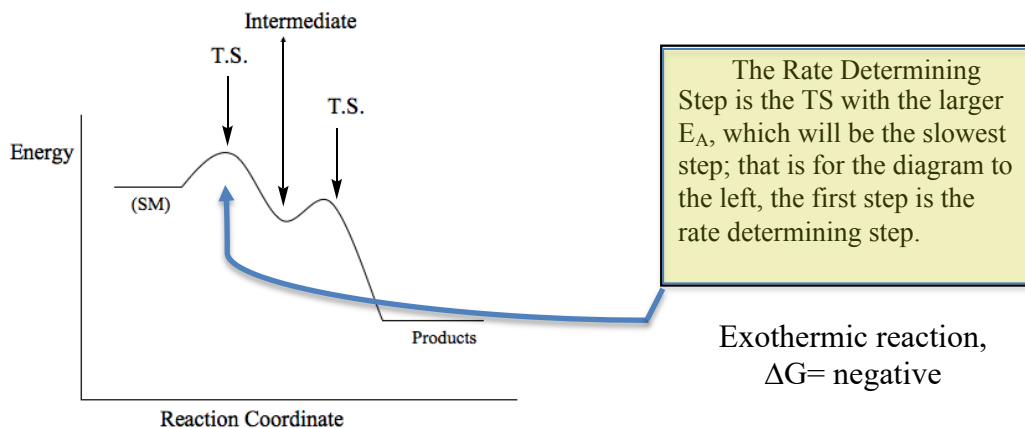 Intermediate
T.S.
T.S.
Energy
(SM)
Products
Reaction Coordinate
The Rate Determining
Step is the TS with the larger
E_A, which will be the slowest
step; that is for the diagram to
the left, the first step is the
rate determining step.
Exothermic reaction,
ΔG= negative